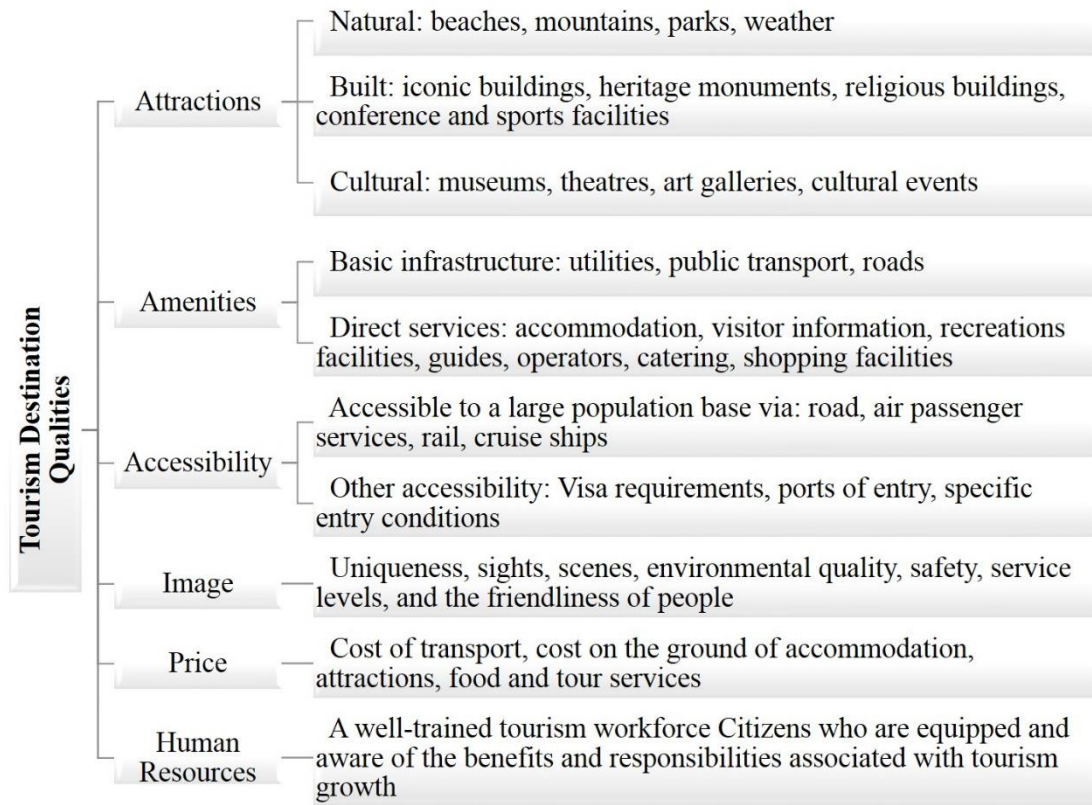 Tourism Destination
Qualities
Attractions
Natural: beaches, mountains, parks, weather
Built: iconic buildings, heritage monuments, religious buildings,
conference and sports facilities
Cultural: museums, theatres, art galleries, cultural events
Amenities
Basic infrastructure: utilities, public transport, roads
Direct services: accommodation, visitor information, recreations
facilities, guides, operators, catering, shopping facilities
Accessibility
Accessible to a large population base via: road, air passenger
services, rail, cruise ships
Other accessibility: Visa requirements, ports of entry, specific
entry conditions
Image
Uniqueness, sights, scenes, environmental quality, safety, service
levels, and the friendliness of people
Price
Cost of transport, cost on the ground of accommodation,
attractions, food and tour services
Human
Resources
A well-trained tourism workforce Citizens who are equipped and
aware of the benefits and responsibilities associated with tourism
growth